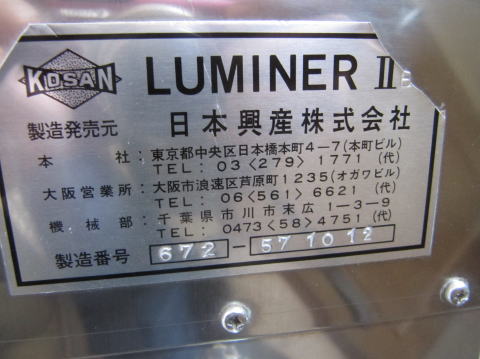 KOSAN LUMINER II
製造発売元 日本興産株式会社
本社:東京都中央区日本橋本町4-7(本町ビル)
TEL: 03<279>1771(代)
大阪営業所:大阪市浪速区芦原町1235(オガワビル)
TEL: 06<561>6621(代)
機械部:千葉県市川市末広1-3-9
TEL: 0473<58>4751(代)
製造番号 672-571012